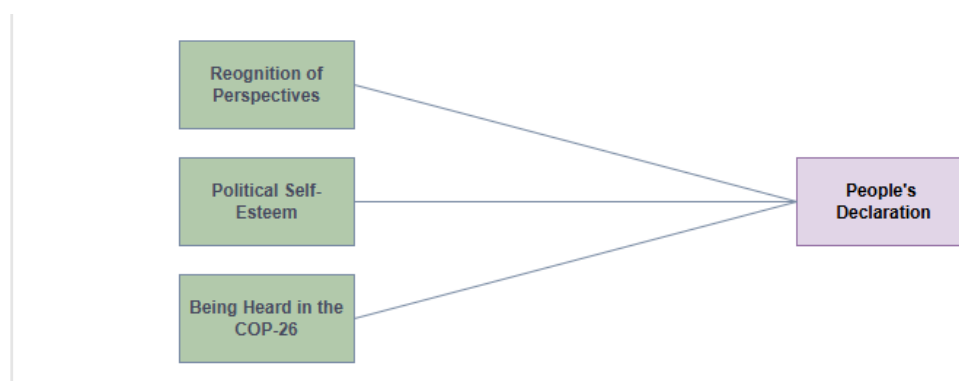 Reognition of
Perspectives
Political Self-
Esteem
Being Heard in the
COP-26
People's
Declaration